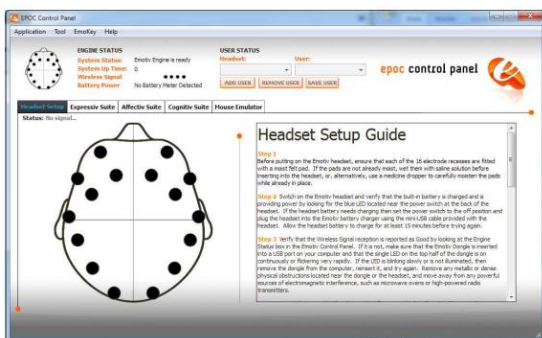 EPOC Control Panel
Application Tool EmoKey Help
ENGINE STATUS
System Status: Emotiv Engine is ready
System Up Time: 0
Wireless Signal
Battery Power No Battery Meter Detected
USER STATUS
Headset: User:
ADD USER REMOVE USER SAVE USER
epoc control panel
Headset Setup Expressiv Suite Affectiv Suite Cognitiv Suite Mouse Emulator
Status: No signal...
Headset Setup Guide
Step 1
Before putting on the Emotiv headset, ensure that each of the 16 electrode recesses are fitted
with a moist felt pad. If the pads are not already moist, wet them with saline solution before
inserting into the headset, or, alternatively, use a medicine dropper to carefully moisten the pads
while already in place.
Step 2 Switch on the Emotiv headset and verify that the built-in battery is charged and is
providing power by looking for the blue LED located near the power switch at the back of the
headset. If the headset battery needs charging then set the power switch to the off position and
plug the headset into the Emotiv battery charger using the mini-USB cable provided with the
headset. Allow the headset battery to charge for at least 15 minutes before trying again.
Step 3 Verify that the Wireless Signal reception is reported as Good by looking at the Engine
Status box in the Emotiv Control Panel. If it is not, make sure that the Emotiv Dongle is inserted
into a USB port on your computer and that the single LED on the top half of the dongle is on
continuously or flickering very rapidly. If the LED is blinking slowly or is not illuminated, then
remove the dongle from the computer, reinsert it, and try again. Remove any metallic or dense
physical obstructions located near the dongle or the headset, and move away from any powerful
sources of electromagnetic interference, such as microwave ovens or high-powered radio
transmitters.